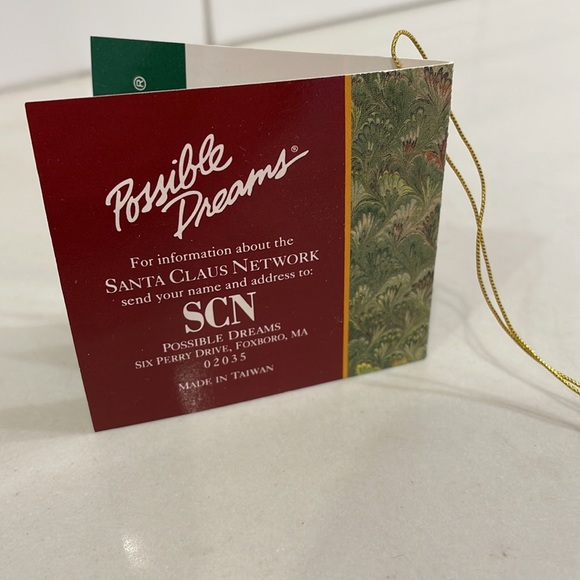 ®
Possible
Dreams®
For information about the
SANTA CLAUS NETWORK
send your name and address to:
SCN
POSSIBLE DREAMS
SIX PERRY DRIVE, FOXBORO, MA
02035
MADE IN TAIWAN